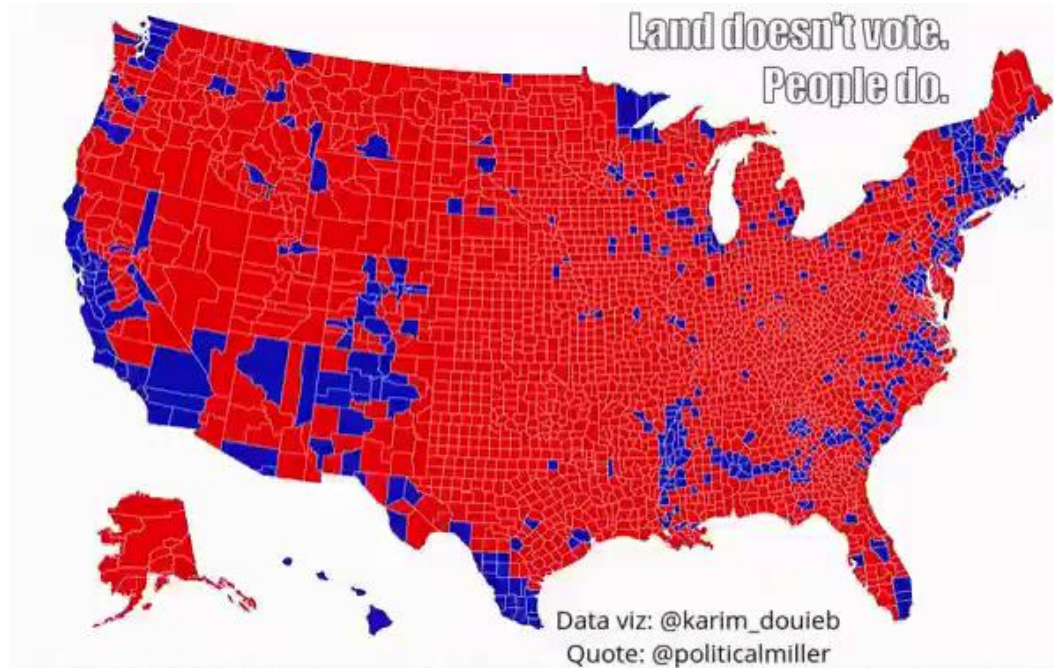 Land doesn't vote.
People do.
Data viz: @karim_douieb
Quote: @politicalmiller